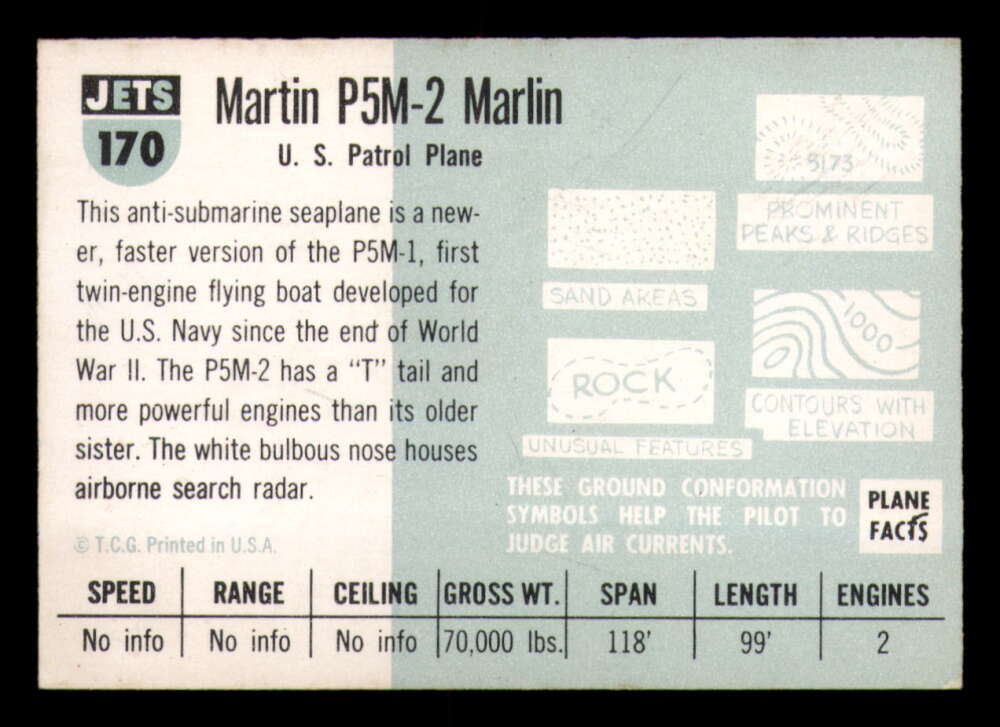 JETS
170
Martin P5M-2 Marlin
U. S. Patrol Plane
This anti-submarine seaplane is a new-
er, faster version of the P5M-1, first
twin-engine flying boat developed for
the U.S. Navy since the end of World
War II. The P5M-2 has a "T" tail and
more powerful engines than its older
sister. The white bulbous nose houses
airborne search radar.
© T.C.G. Printed in U.S.A.
5173
PROMINENT
PEAKS & RIDGES
SAND AREAS
1000
CONTOURS WITH
ELEVATION
ROCK
UNUSUAL FEATURES
THESE GROUND CONFORMATION
SYMBOLS HELP THE PILOT TO
JUDGE AIR CURRENTS.
PLANE
FACTS
SPEED RANGE CEILING GROSS WT. SPAN LENGTH ENGINES
No info No info No info 70,000 lbs. 118' 99' 2